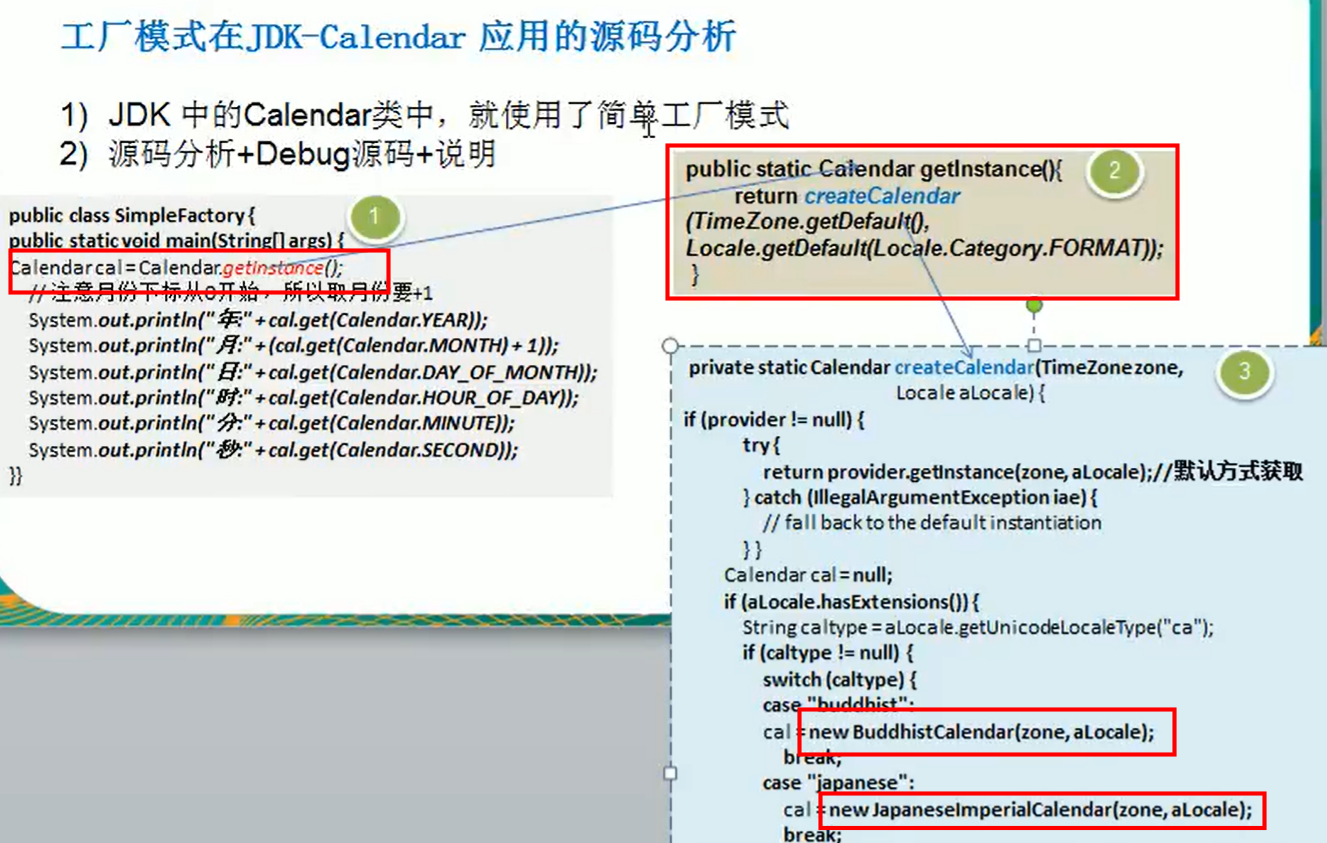 工厂模式在JDK-Calendar 应用的源码分析
1) JDK 中的Calendar类中，就使用了简单工厂模式
2) 源码分析+Debug源码+说明
1
public class SimpleFactory {
public static void main(String[] args) {
Calendar cal = Calendar.getInstance();
// 注意月份下标从0开始，所以取月份要+1
System.out.println("年:" + cal.get(Calendar.YEAR));
System.out.println("月:" + (cal.get(Calendar.MONTH) + 1));
System.out.println("日:" + cal.get(Calendar.DAY_OF_MONTH));
System.out.println("时:" + cal.get(Calendar.HOUR_OF_DAY));
System.out.println("分:" + cal.get(Calendar.MINUTE));
System.out.println("秒:" + cal.get(Calendar.SECOND));
}}
2
public static Calendar getInstance(){
return createCalendar
(TimeZone.getDefault(),
Locale.getDefault(Locale.Category.FORMAT));
}
3
private static Calendar createCalendar(TimeZone zone,
Locale aLocale) {
if (provider != null) {
try {
return provider.getInstance(zone, aLocale);//默认方式获取
} catch (IllegalArgumentException iae) {
// fall back to the default instantiation
} }
Calendar cal = null;
if (aLocale.hasExtensions()) {
String caltype = aLocale.getUnicodeLocaleType("ca");
if (caltype != null) {
switch (caltype) {
case "buddhist":
cal = new BuddhistCalendar(zone, aLocale);
break;
case "japanese":
cal = new JapaneseImperialCalendar(zone, aLocale);
break;